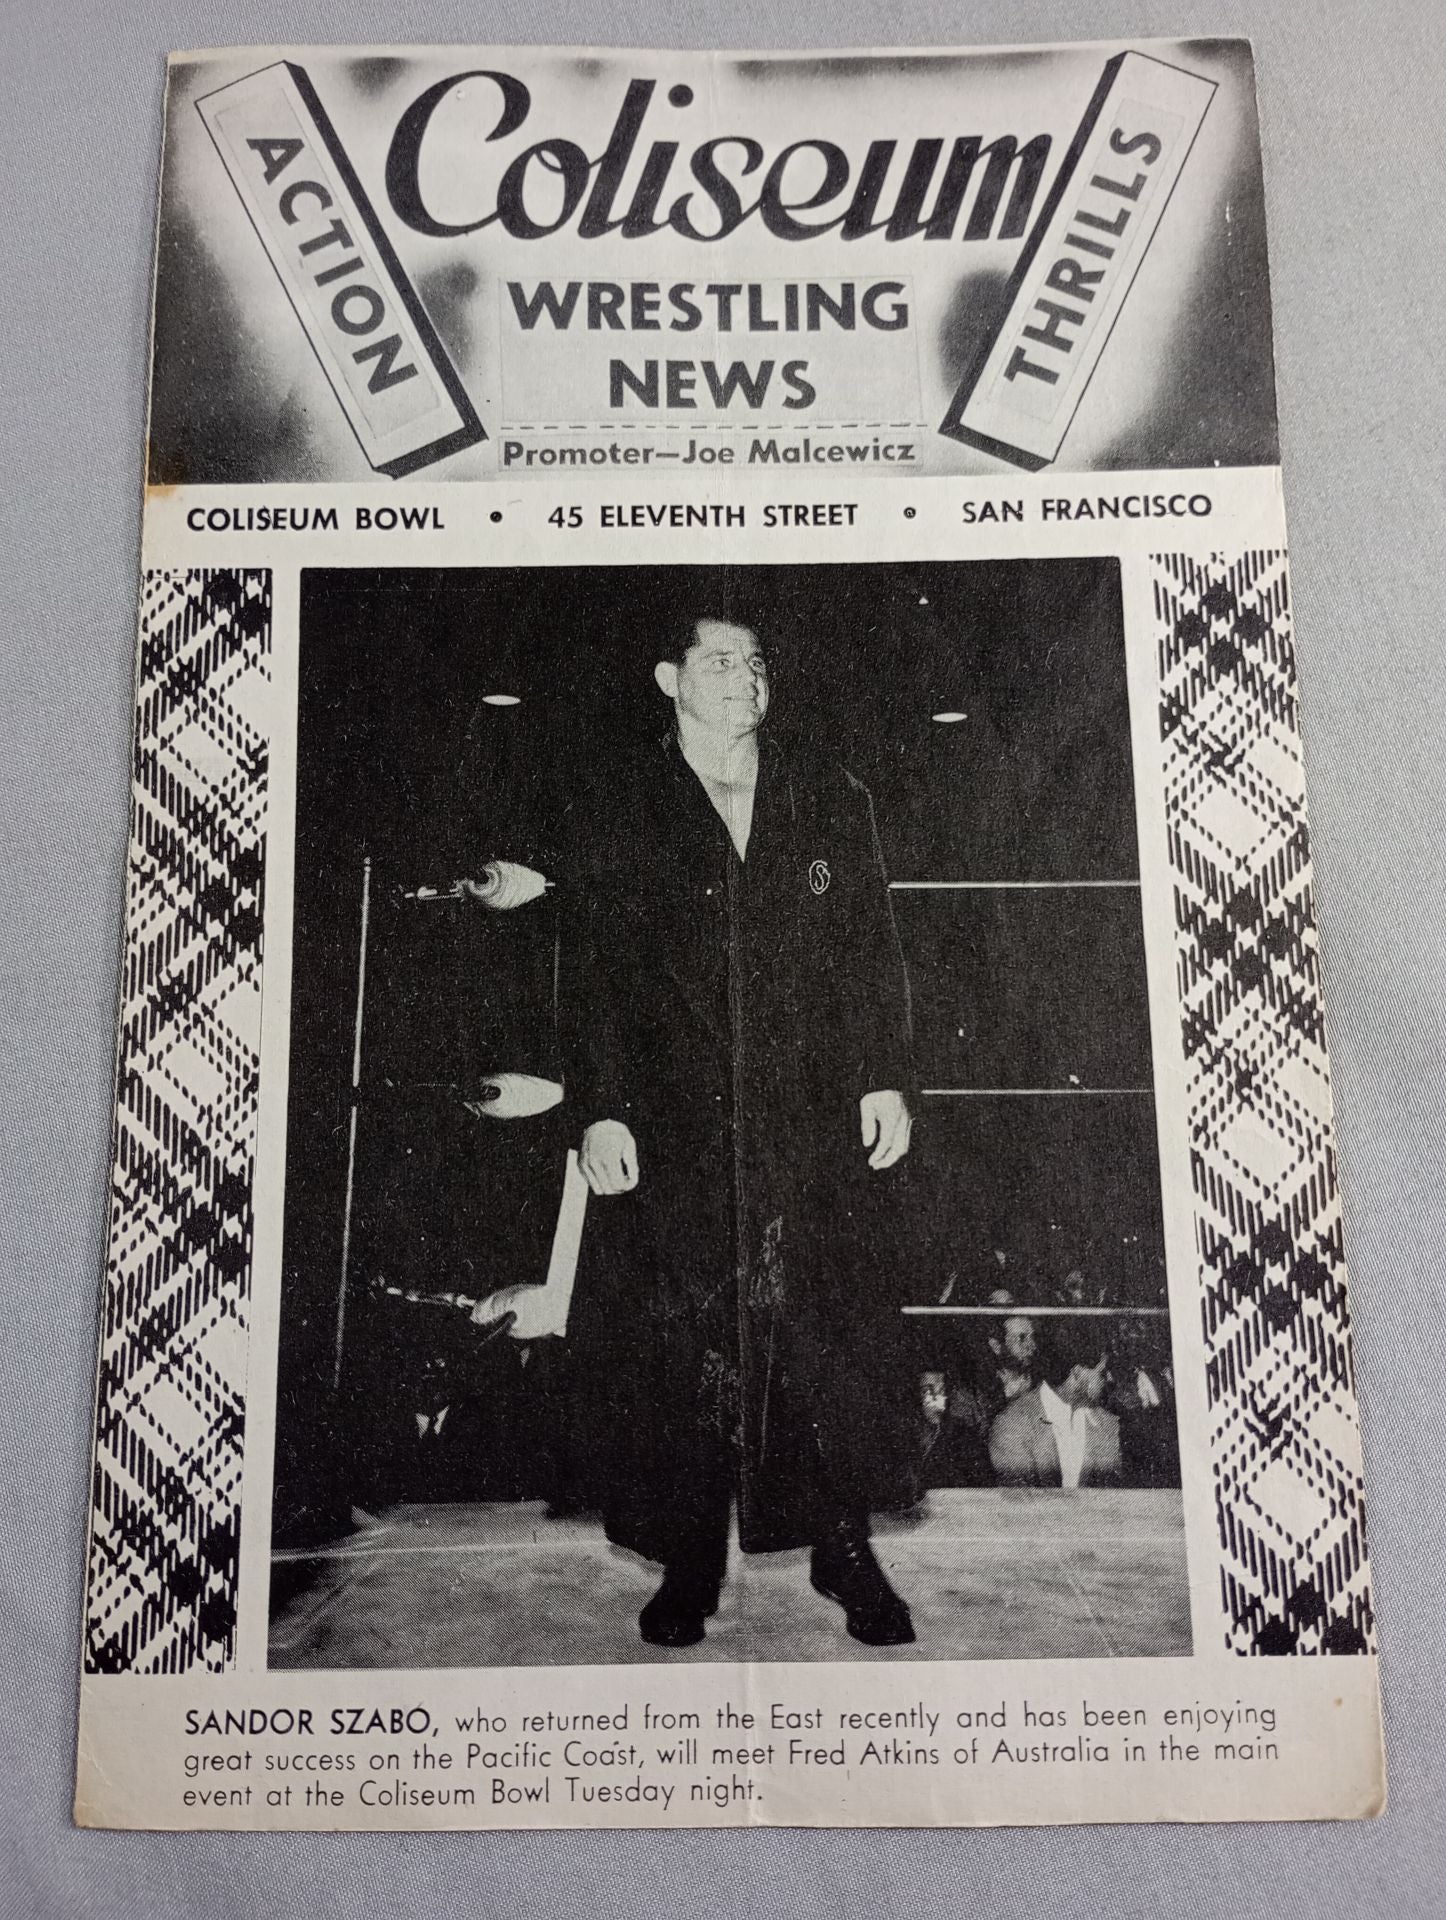 ACTION
Coliseum
THRILLS
WRESTLING
NEWS
Promoter—Joe Malcewicz
COLISEUM BOWL • 45 ELEVENTH STREET • SAN FRANCISCO
S
SANDOR SZABO, who returned from the East recently and has been enjoying
great success on the Pacific Coast, will meet Fred Atkins of Australia in the main
event at the Coliseum Bowl Tuesday night.